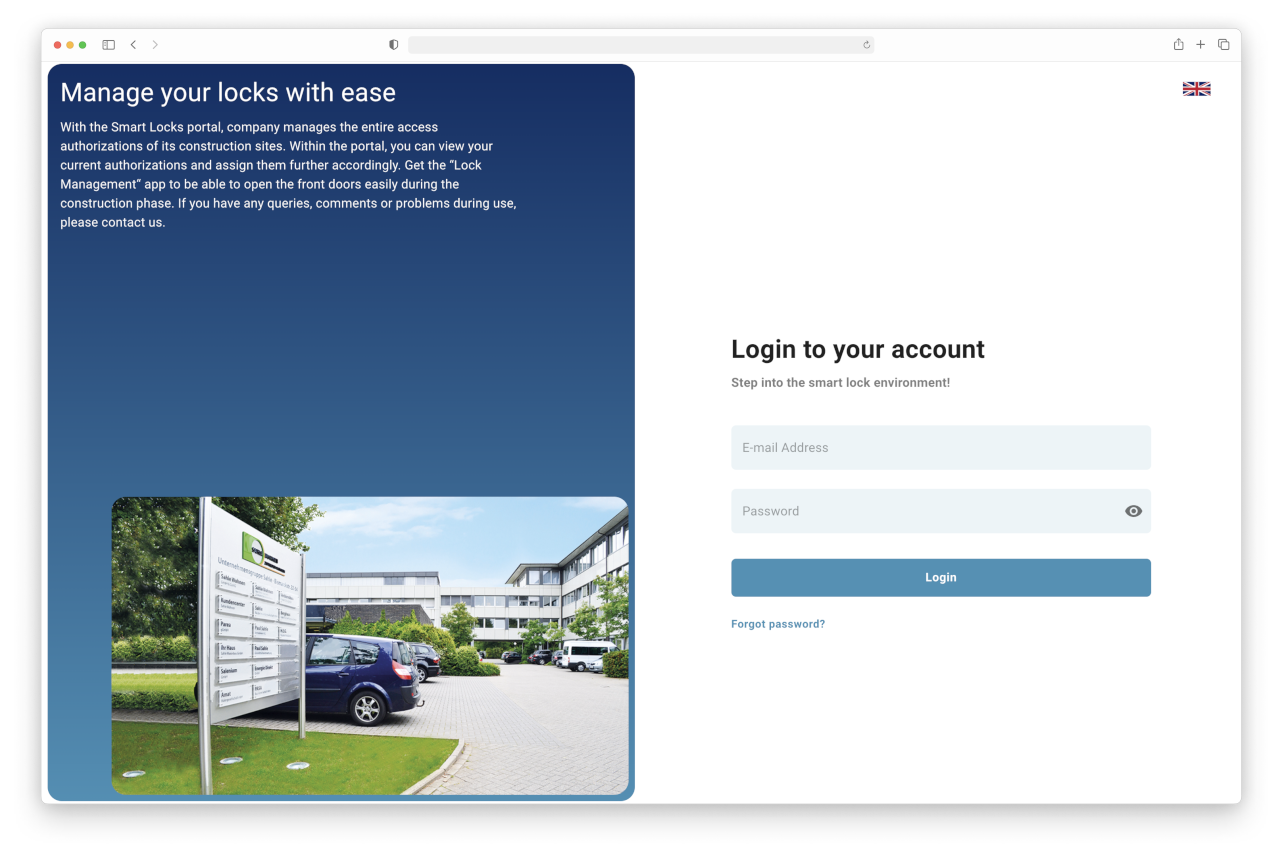 Manage your locks with ease
With the Smart Locks portal, company manages the entire access
authorizations of its construction sites. Within the portal, you can view your
current authorizations and assign them further accordingly. Get the “Lock
Management” app to be able to open the front doors easily during the
construction phase. If you have any queries, comments or problems during use,
please contact us.
Login to your account
Step into the smart lock environment!
E-mail Address
Password
Login
Forgot password?
Kundencenter
Parea
Ihr Haus